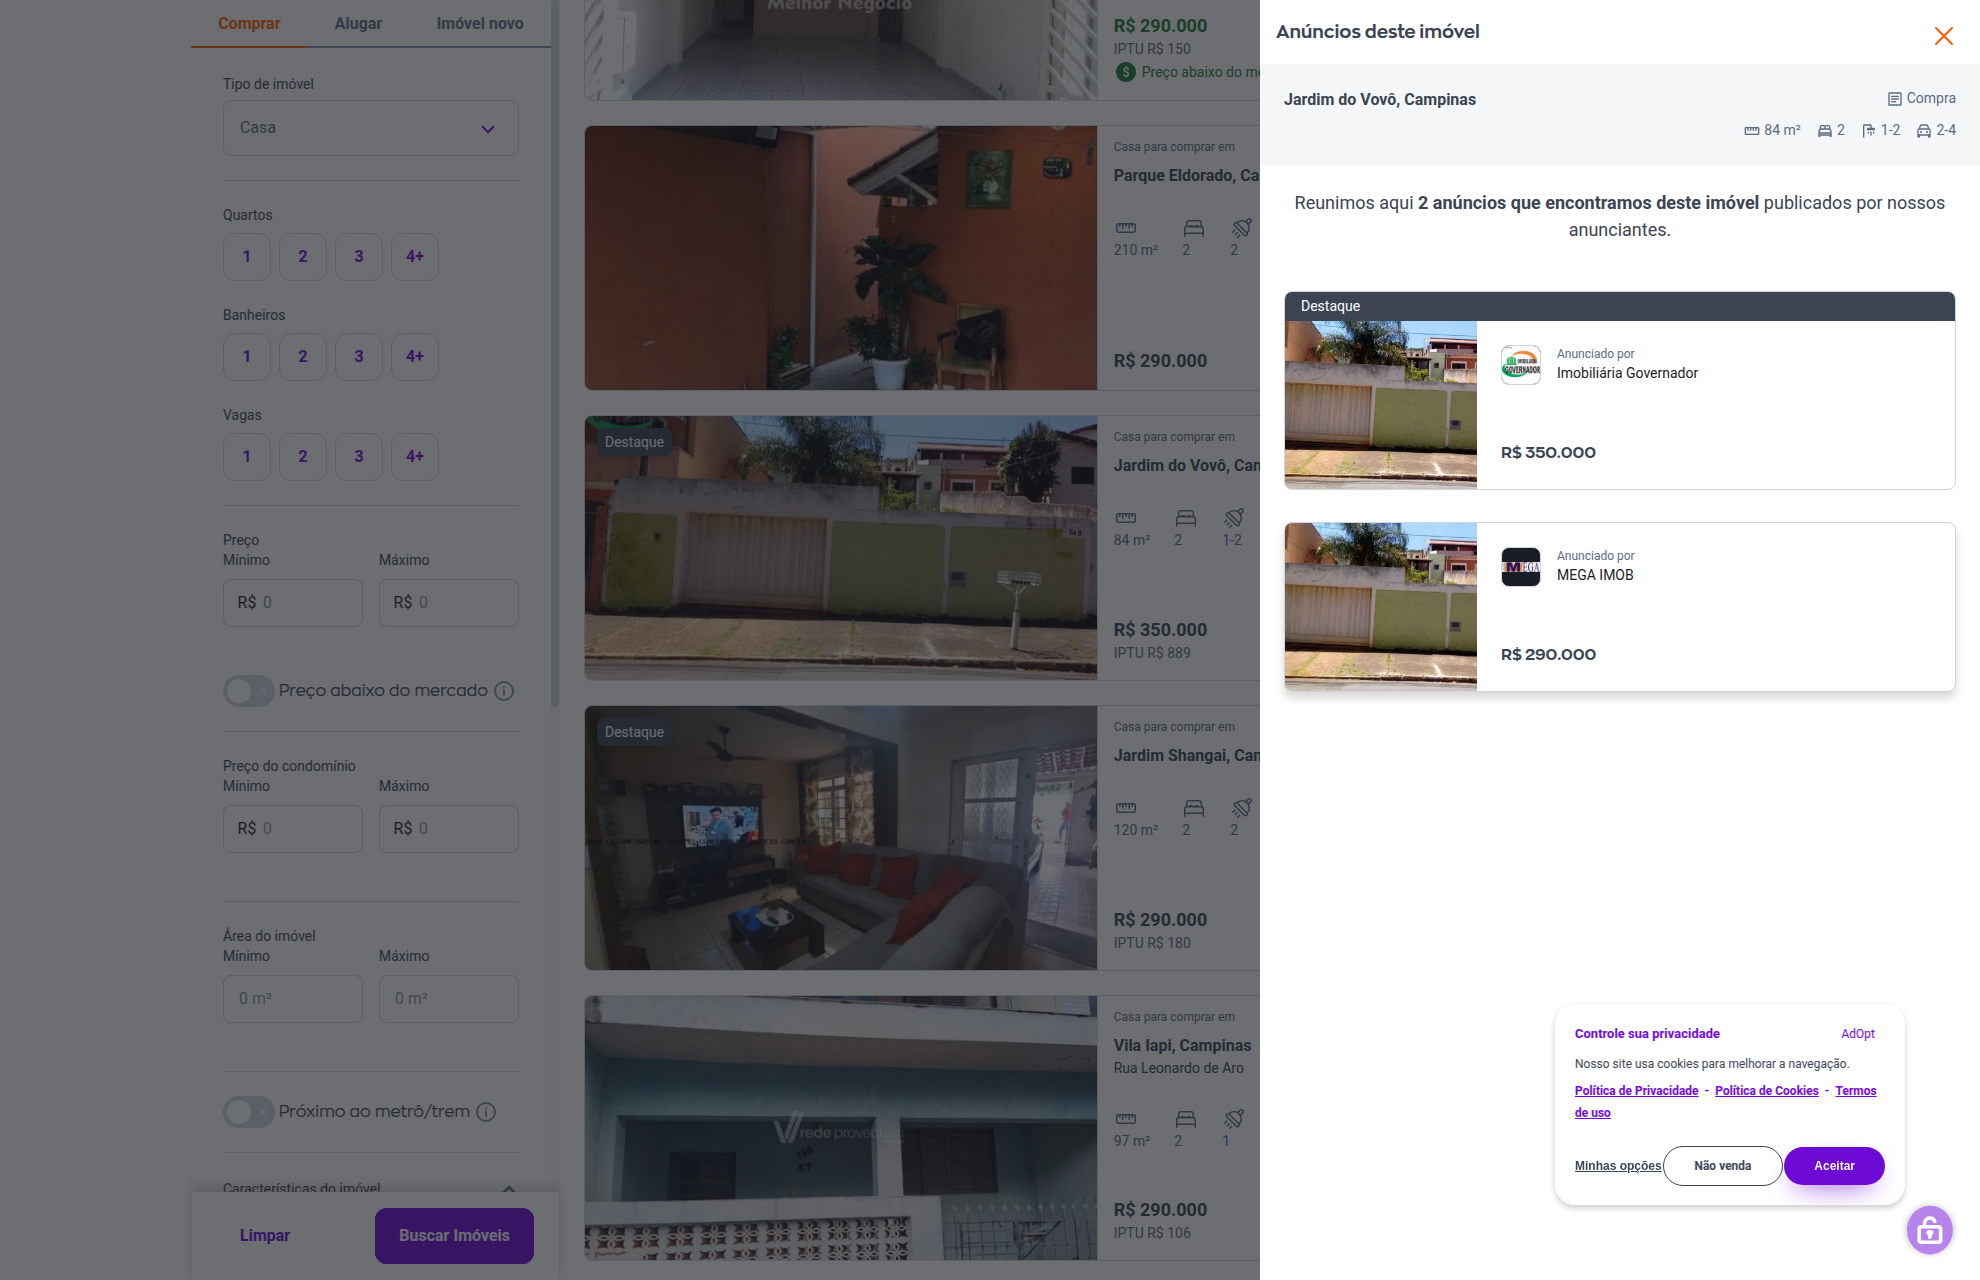 Comprar
Alugar
Imóvel novo
Tipo de imóvel
Casa
Quartos
1
2
3
4+
Banheiros
1
2
3
4+
Vagas
1
2
3
4+
Preço
Mínimo
Máximo
R$ 0
R$ 0
Preço abaixo do mercado
Preço do condomínio
Mínimo
Máximo
R$ 0
R$ 0
Área do imóvel
Mínimo
Máximo
0 m²
0 m²
Próximo ao metrô/trem
Características do imóvel
Limpar
Buscar Imóveis
Melhor Negócio
R$ 290.000
IPTU R$ 150
Preço abaixo do me
Casa para comprar em
Parque Eldorado, Ca
210 m²
2
2
R$ 290.000
Destaque
Casa para comprar em
Jardim do Vovô, Can
84 m²
2
1-2
R$ 350.000
IPTU R$ 889
Destaque
Casa para comprar em
Jardim Shangai, Can
120 m²
2
2
R$ 290.000
IPTU R$ 180
rede provectum
Casa para comprar em
Vila Iapi, Campinas
Rua Leonardo de Aro
97 m²
2
1
R$ 290.000
IPTU R$ 106
Anúncios deste imóvel
Jardim do Vovô, Campinas
Compra
84 m²
2
1-2
2-4
Reunimos aqui 2 anúncios que encontramos deste imóvel publicados por nossos
anunciantes.
Destaque
IMOBILIÁRIA
GOVERNADOR
Anunciado por
Imobiliária Governador
R$ 350.000
MEGA
Anunciado por
MEGA IMOB
R$ 290.000
Controle sua privacidade
AdOpt
Nosso site usa cookies para melhorar a navegação.
Política de Privacidade - Política de Cookies - Termos
de uso
Minhas opções
Não venda
Aceitar